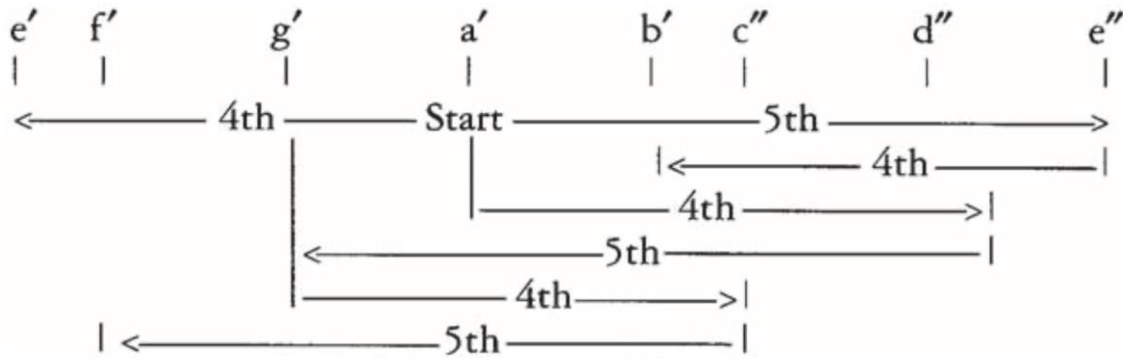 e′ f′ g′ a′ b′ c″ d″ e″
4th Start 5th
4th
4th
5th
4th
5th